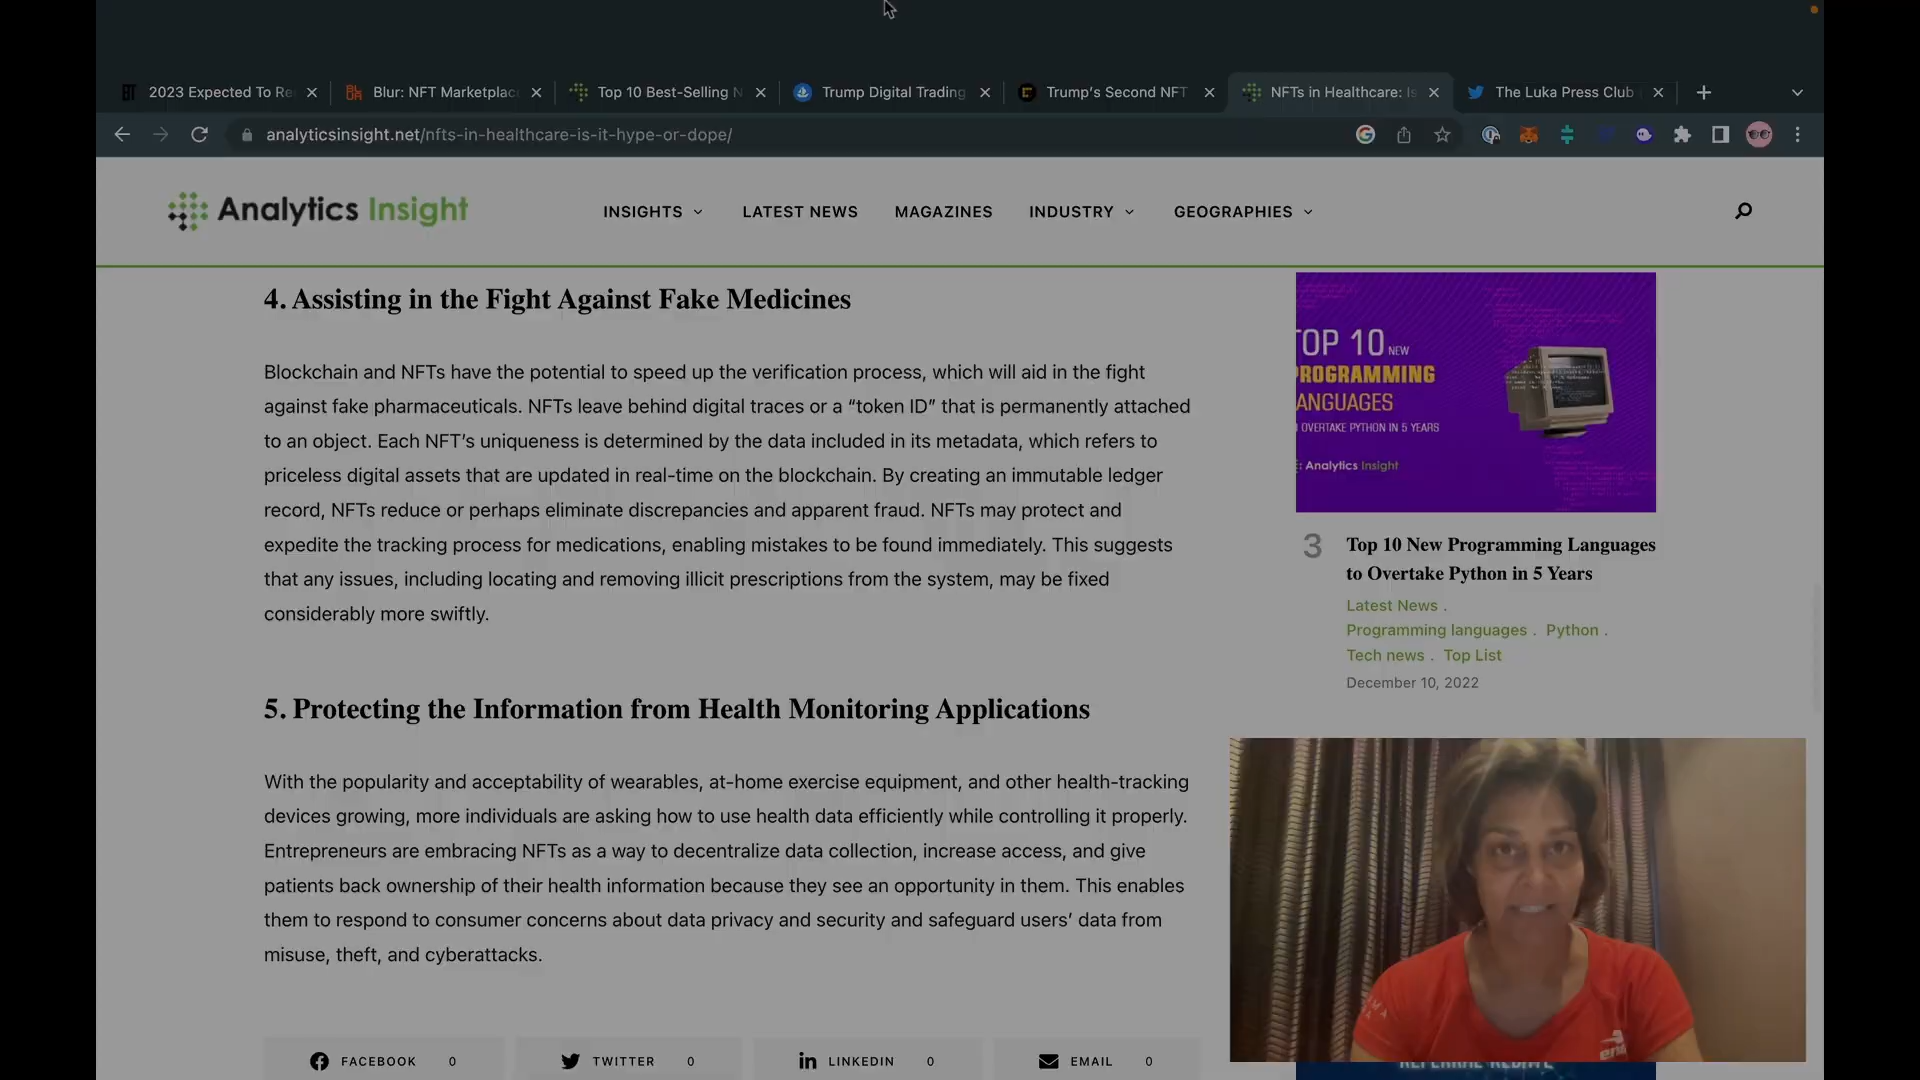 2023 Expected To Re
Blur: NFT Marketplac
Top 10 Best-Selling N
Trump Digital Trading
Trump's Second NFT
NFTs in Healthcare: Is
The Luka Press Club
analyticsinsight.net/nfts-in-healthcare-is-it-hype-or-dope/
Analytics Insight
INSIGHTS
LATEST NEWS
MAGAZINES
INDUSTRY
GEOGRAPHIES
4. Assisting in the Fight Against Fake Medicines
Blockchain and NFTs have the potential to speed up the verification process, which will aid in the fight
against fake pharmaceuticals. NFTs leave behind digital traces or a “token ID” that is permanently attached
to an object. Each NFT’s uniqueness is determined by the data included in its metadata, which refers to
priceless digital assets that are updated in real-time on the blockchain. By creating an immutable ledger
record, NFTs reduce or perhaps eliminate discrepancies and apparent fraud. NFTs may protect and
expedite the tracking process for medications, enabling mistakes to be found immediately. This suggests
that any issues, including locating and removing illicit prescriptions from the system, may be fixed
considerably more swiftly.
5. Protecting the Information from Health Monitoring Applications
With the popularity and acceptability of wearables, at-home exercise equipment, and other health-tracking
devices growing, more individuals are asking how to use health data efficiently while controlling it properly.
Entrepreneurs are embracing NFTs as a way to decentralize data collection, increase access, and give
patients back ownership of their health information because they see an opportunity in them. This enables
them to respond to consumer concerns about data privacy and security and safeguard users’ data from
misuse, theft, and cyberattacks.
FACEBOOK 0
TWITTER 0
LINKEDIN 0
EMAIL 0
TOP 10 NEW
PROGRAMMING
ANGUAGES
OVERTAKE PYTHON IN 5 YEARS
Analytics Insight
3
Top 10 New Programming Languages
to Overtake Python in 5 Years
Latest News .
Programming languages . Python .
Tech news . Top List
December 10, 2022
REFERRAL REBATE